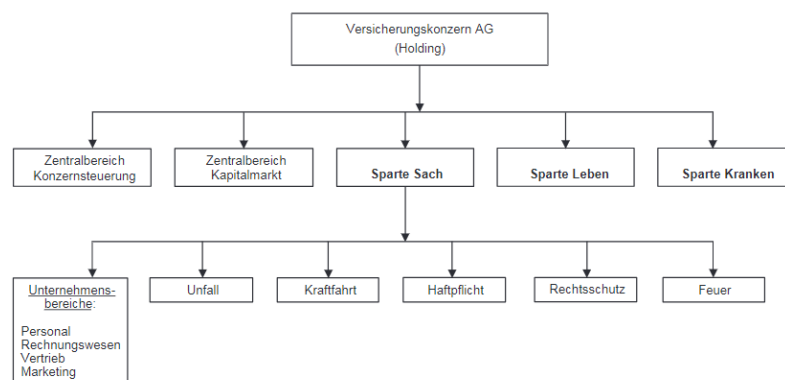 Versicherungskonzern AG
(Holding)
Zentralbereich
Konzernsteuerung
Zentralbereich
Kapitalmarkt
Sparte Sach
Sparte Leben
Sparte Kranken
Unternehmens-
bereiche:
Personal
Rechnungswesen
Vertrieb
Marketing
Unfall
Kraftfahrt
Haftpflicht
Rechtsschutz
Feuer